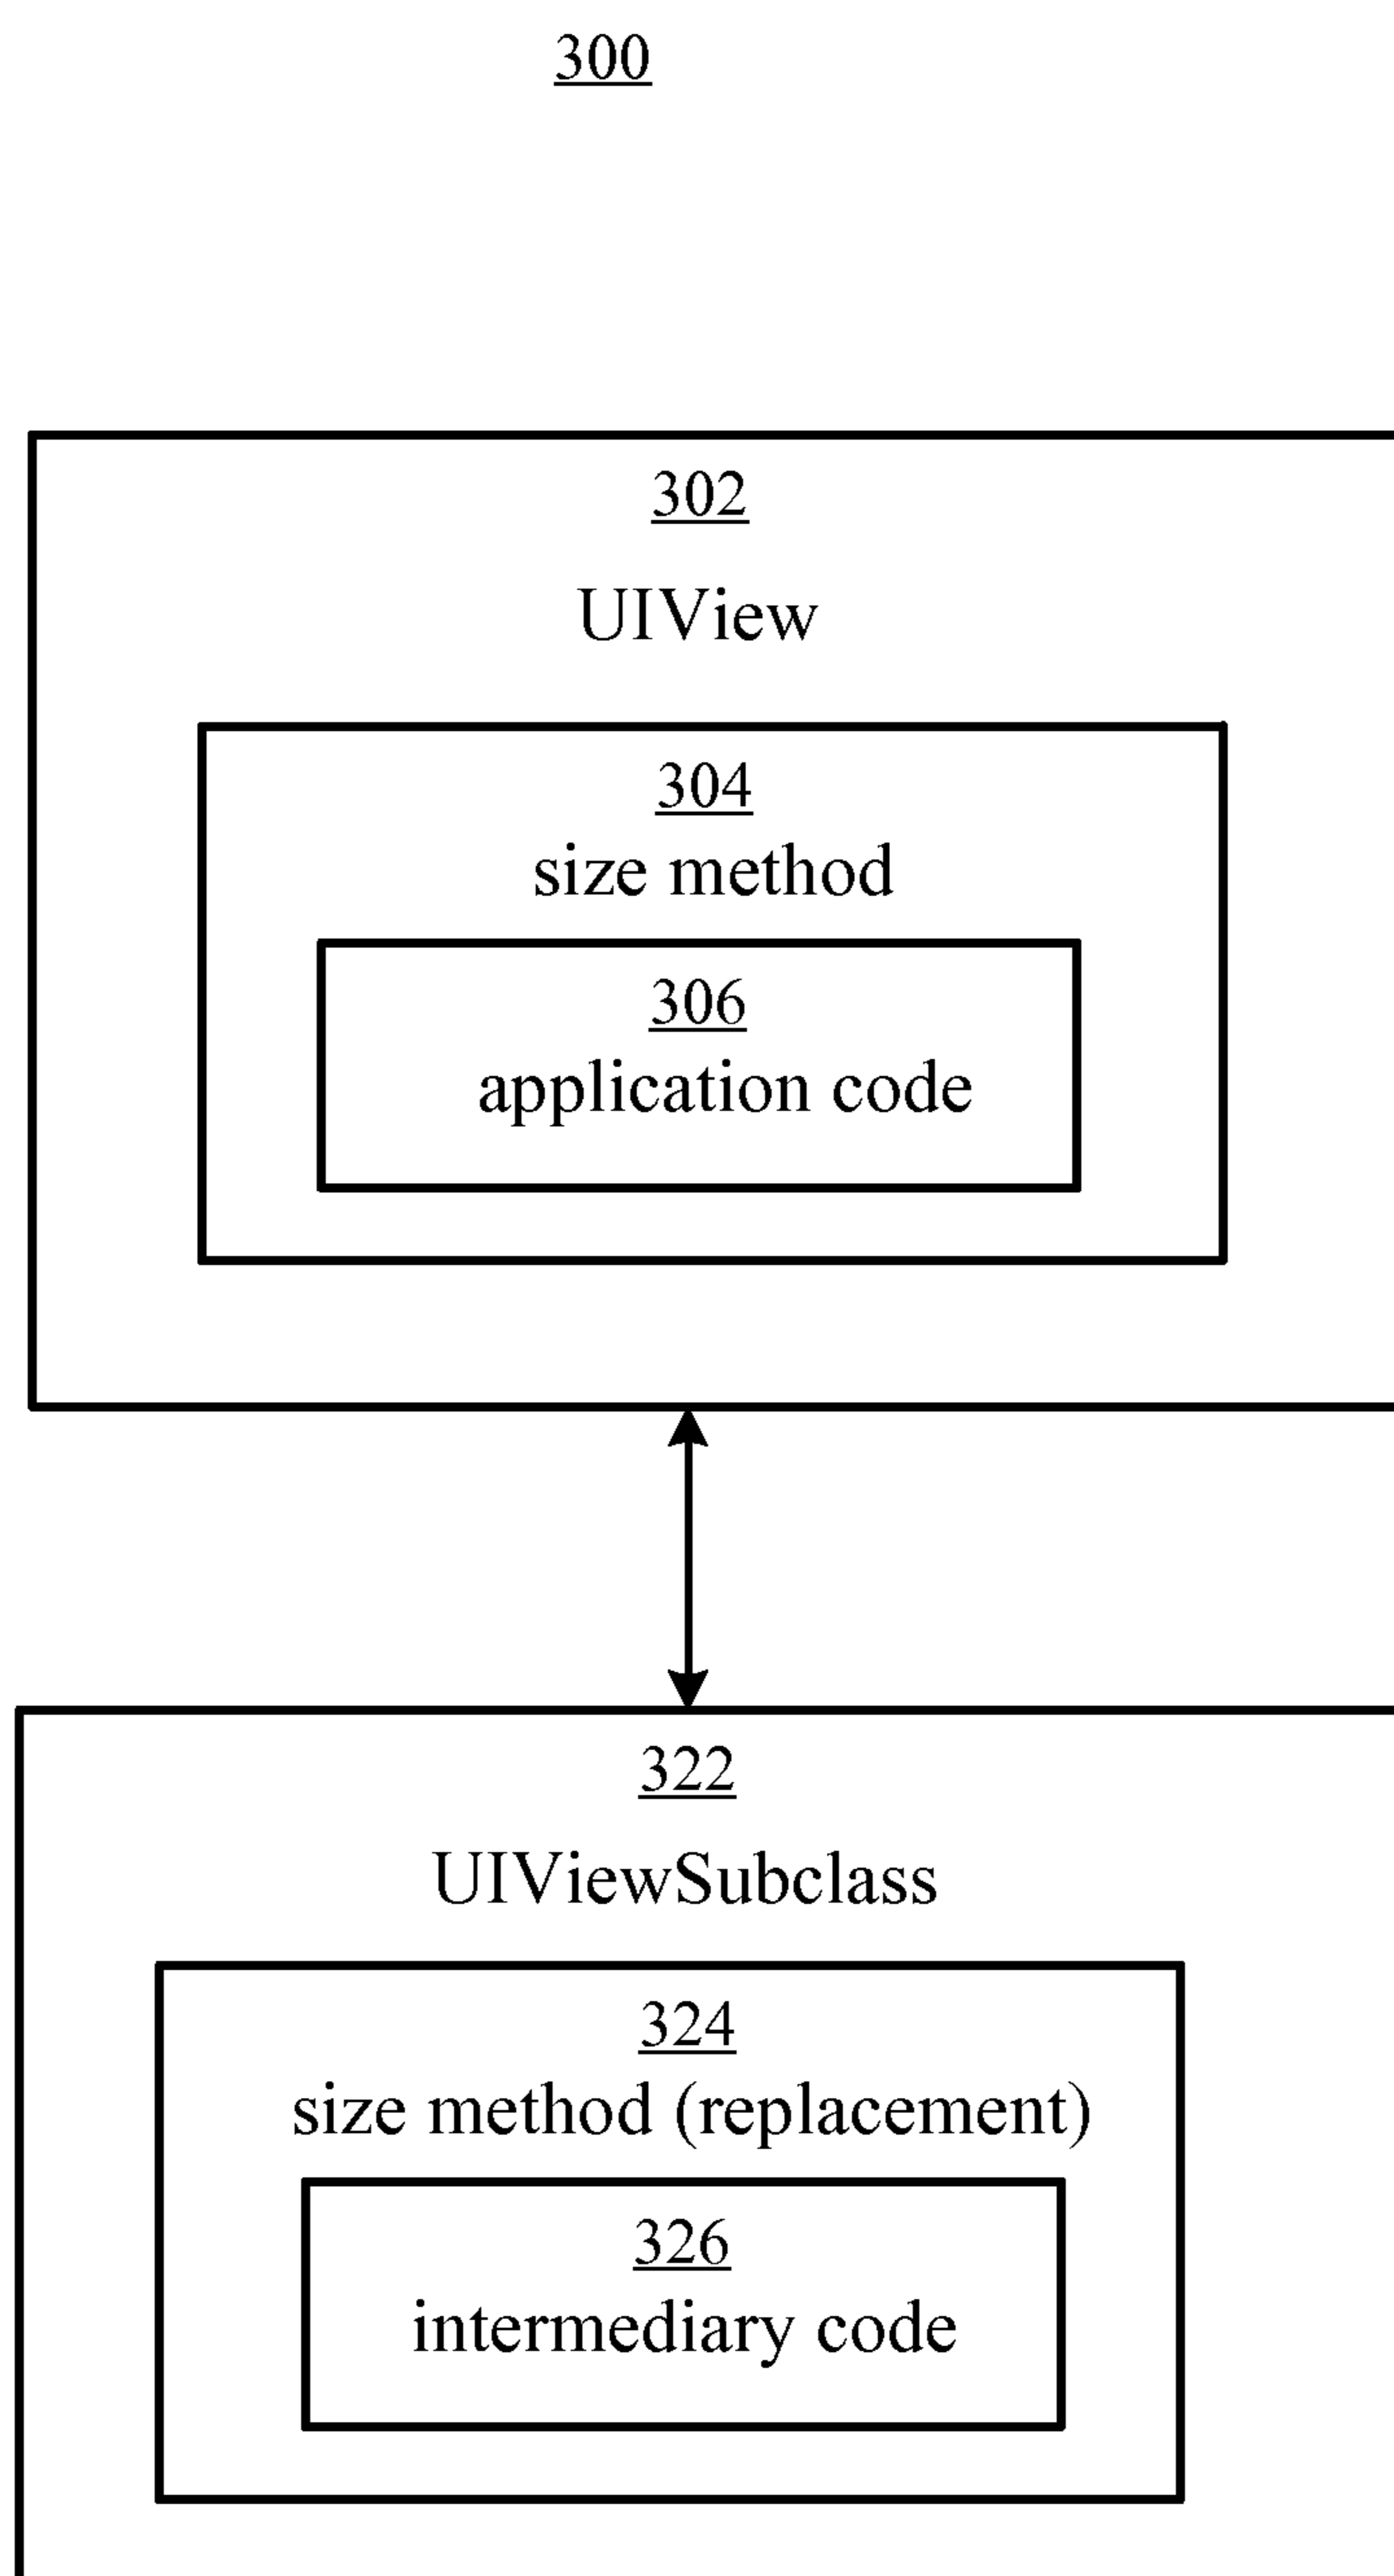 300
302
UIView
304
size method
306
application code
322
UIViewSubclass
324
size method (replacement)
326
intermediary code